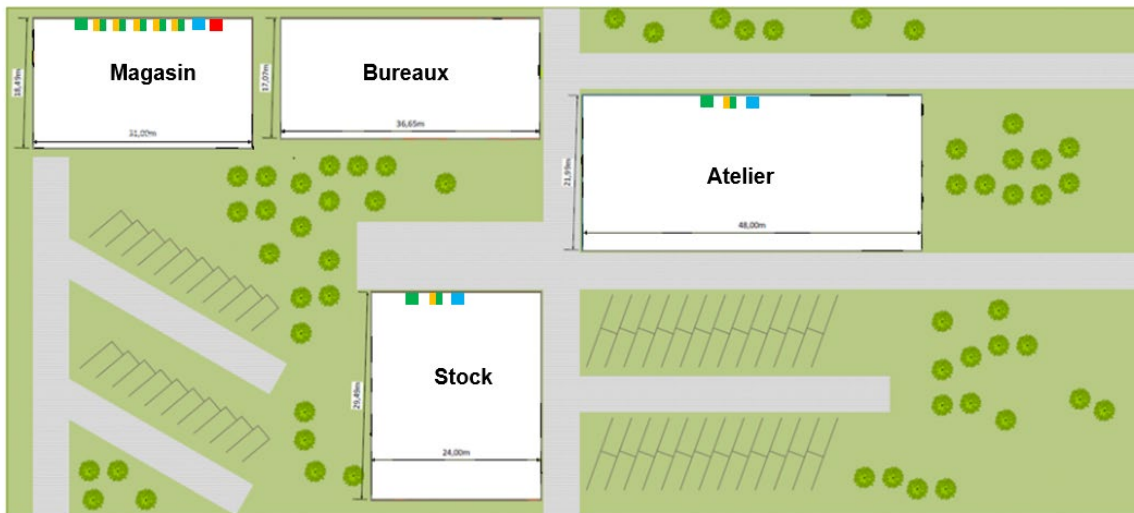 18,49m
Magasin
31,00m
17,07m
Bureaux
36,65m
21,99m
Atelier
48,00m
29,49m
Stock
24,00m